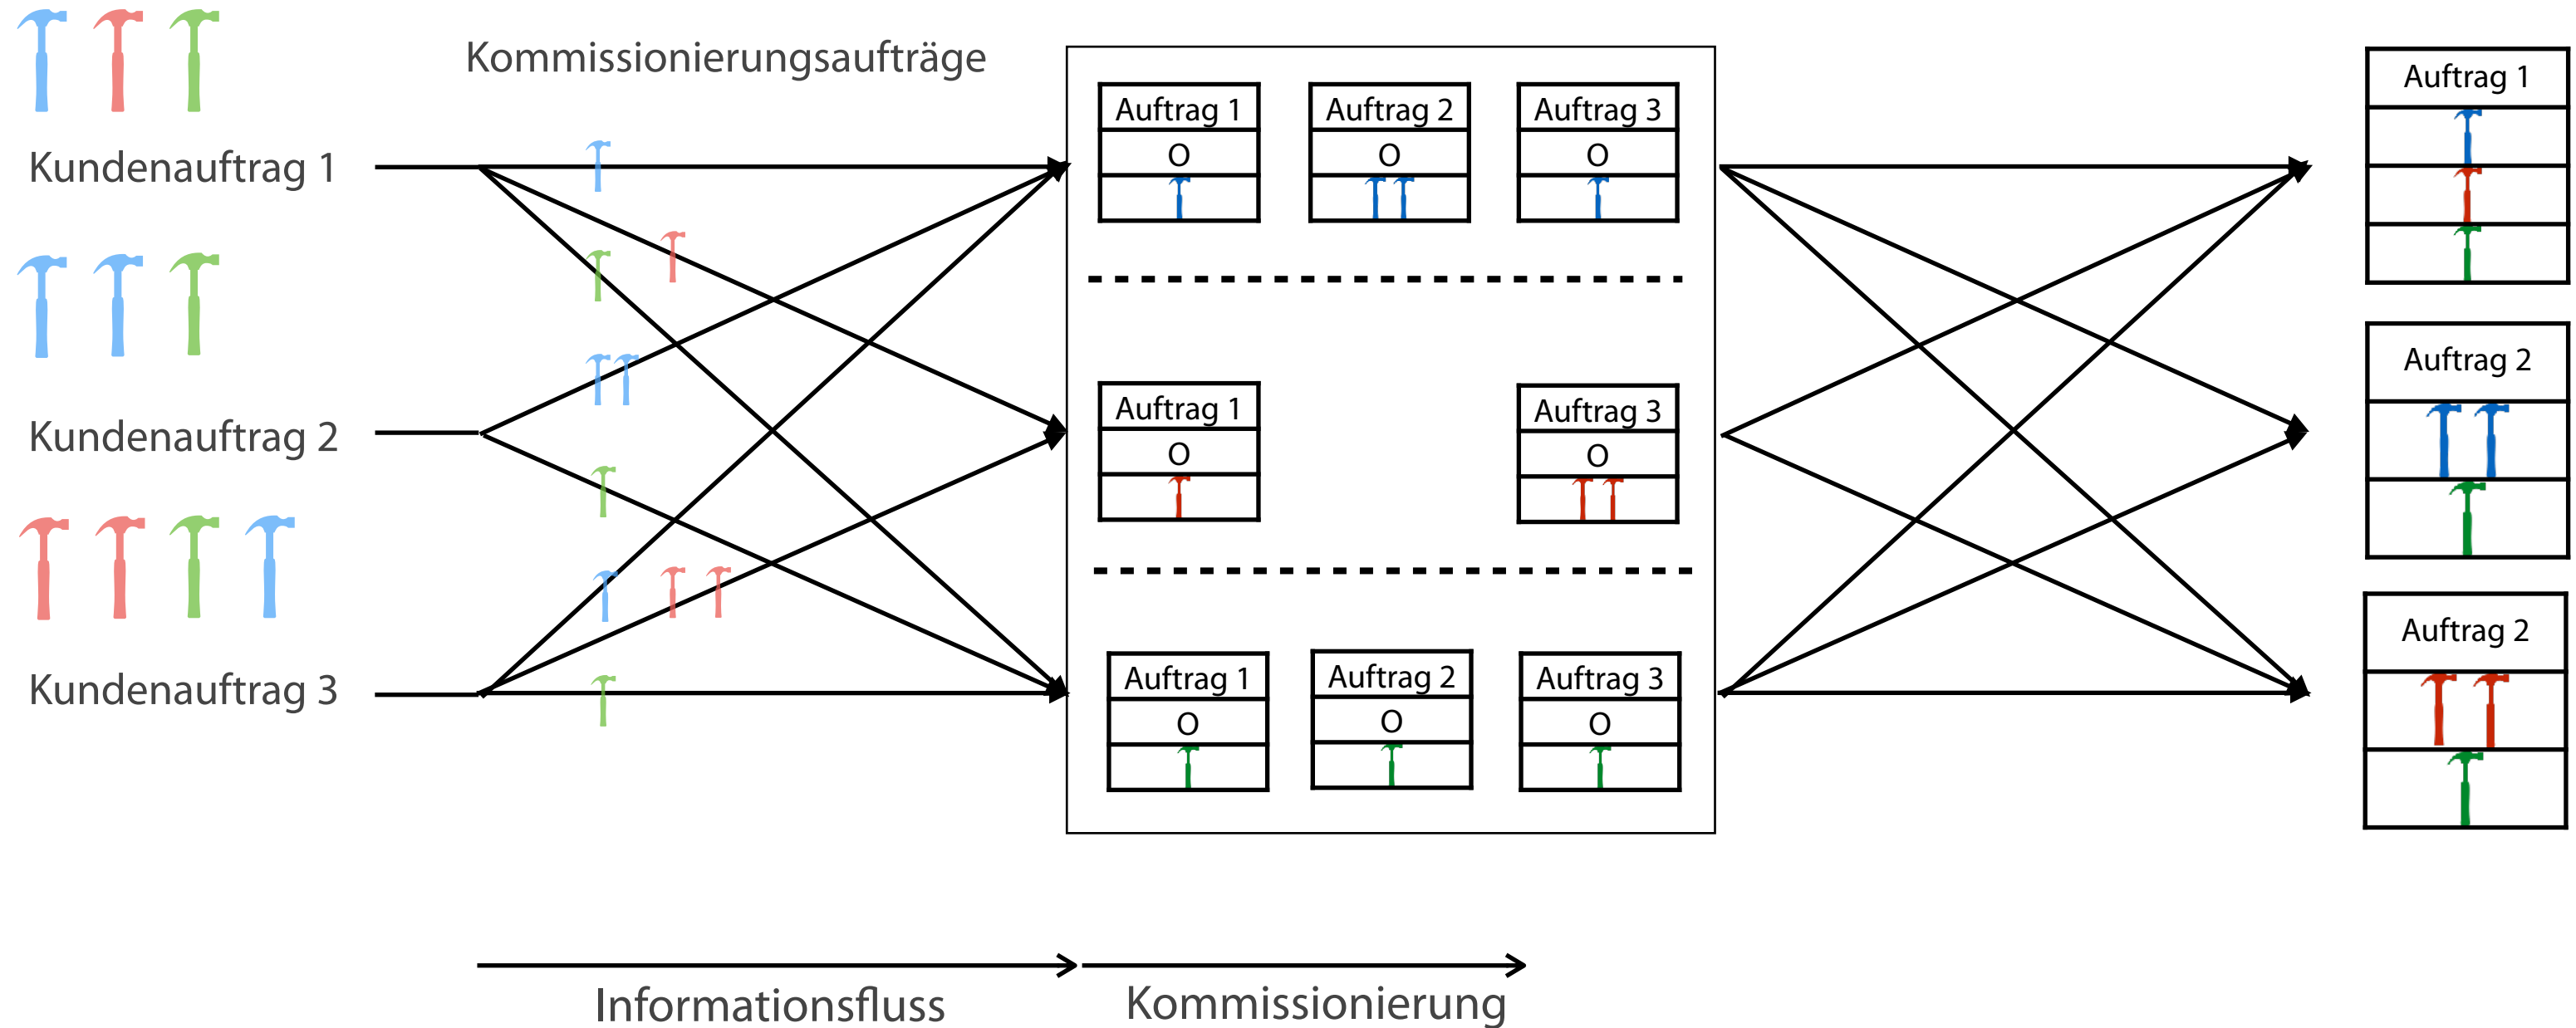 Kommissionierungsaufträge
Kundenauftrag 1
Kundenauftrag 2
Kundenauftrag 3
Auftrag 1
O
Auftrag 2
O
Auftrag 3
O
Auftrag 1
O
Auftrag 3
O
Auftrag 1
O
Auftrag 2
O
Auftrag 3
O
Auftrag 1
Auftrag 2
Auftrag 2
Informationsfluss
Kommissionierung